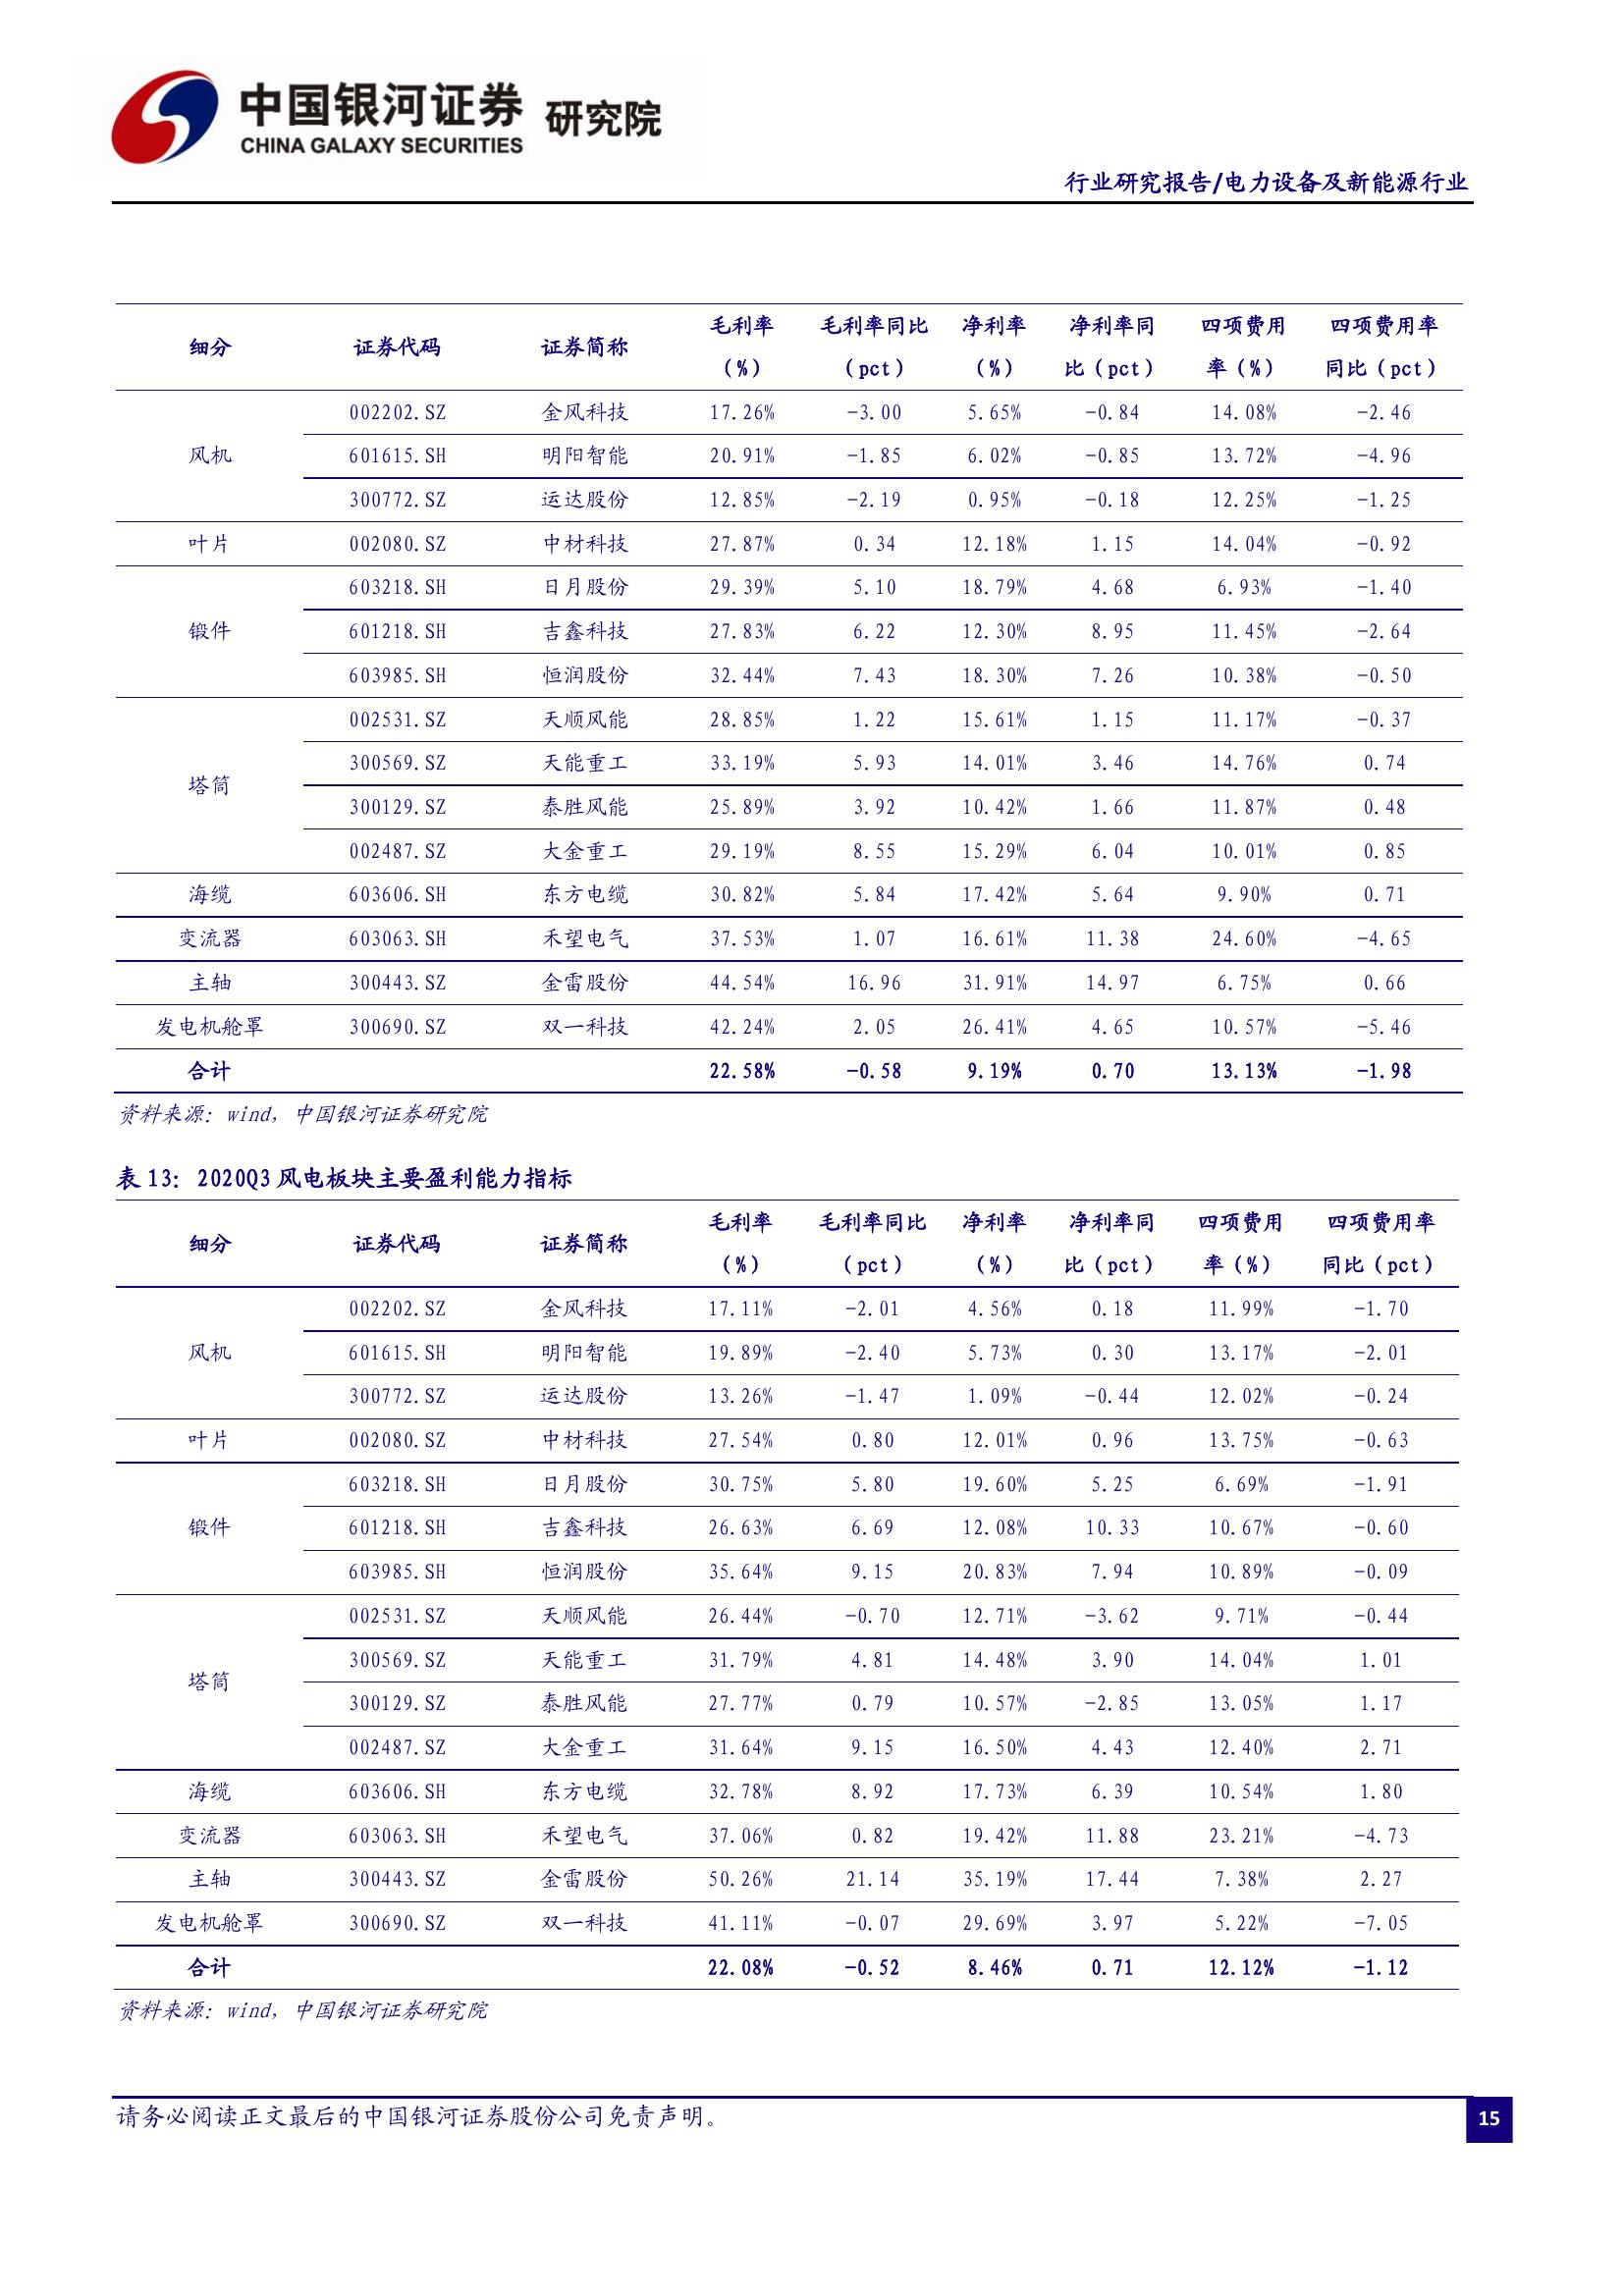 中国银河证券 研究院
CHINA GALAXY SECURITIES
行业研究报告/电力设备及新能源行业
细分 证券代码 证券简称 毛利率（%） 毛利率同比（pct） 净利率（%） 净利率同比（pct） 四项费用率（%） 四项费用率同比（pct）
风机 002202.SZ 金风科技 17.26% -3.00 5.65% -0.84 14.08% -2.46
601615.SH 明阳智能 20.91% -1.85 6.02% -0.85 13.72% -4.96
300772.SZ 运达股份 12.85% -2.19 0.95% -0.18 12.25% -1.25
叶片 002080.SZ 中材科技 27.87% 0.34 12.18% 1.15 14.04% -0.92
锻件 603218.SH 日月股份 29.39% 5.10 18.79% 4.68 6.93% -1.40
601218.SH 吉鑫科技 27.83% 6.22 12.30% 8.95 11.45% -2.64
603985.SH 恒润股份 32.44% 7.43 18.30% 7.26 10.38% -0.50
塔筒 002531.SZ 天顺风能 28.85% 1.22 15.61% 1.15 11.17% -0.37
300569.SZ 天能重工 33.19% 5.93 14.01% 3.46 14.76% 0.74
300129.SZ 泰胜风能 25.89% 3.92 10.42% 1.66 11.87% 0.48
002487.SZ 大金重工 29.19% 8.55 15.29% 6.04 10.01% 0.85
海缆 603606.SH 东方电缆 30.82% 5.84 17.42% 5.64 9.90% 0.71
变流器 603063.SH 禾望电气 37.53% 1.07 16.61% 11.38 24.60% -4.65
主轴 300443.SZ 金雷股份 44.54% 16.96 31.91% 14.97 6.75% 0.66
发电机舱罩 300690.SZ 双一科技 42.24% 2.05 26.41% 4.65 10.57% -5.46
合计 22.58% -0.58 9.19% 0.70 13.13% -1.98
资料来源：wind，中国银河证券研究院
表 13：2020Q3 风电板块主要盈利能力指标
细分 证券代码 证券简称 毛利率（%） 毛利率同比（pct） 净利率（%） 净利率同比（pct） 四项费用率（%） 四项费用率同比（pct）
风机 002202.SZ 金风科技 17.11% -2.01 4.56% 0.18 11.99% -1.70
601615.SH 明阳智能 19.89% -2.40 5.73% 0.30 13.17% -2.01
300772.SZ 运达股份 13.26% -1.47 1.09% -0.44 12.02% -0.24
叶片 002080.SZ 中材科技 27.54% 0.80 12.01% 0.96 13.75% -0.63
锻件 603218.SH 日月股份 30.75% 5.80 19.60% 5.25 6.69% -1.91
601218.SH 吉鑫科技 26.63% 6.69 12.08% 10.33 10.67% -0.60
603985.SH 恒润股份 35.64% 9.15 20.83% 7.94 10.89% -0.09
塔筒 002531.SZ 天顺风能 26.44% -0.70 12.71% -3.62 9.71% -0.44
300569.SZ 天能重工 31.79% 4.81 14.48% 3.90 14.04% 1.01
300129.SZ 泰胜风能 27.77% 0.79 10.57% -2.85 13.05% 1.17
002487.SZ 大金重工 31.64% 9.15 16.50% 4.43 12.40% 2.71
海缆 603606.SH 东方电缆 32.78% 8.92 17.73% 6.39 10.54% 1.80
变流器 603063.SH 禾望电气 37.06% 0.82 19.42% 11.88 23.21% -4.73
主轴 300443.SZ 金雷股份 50.26% 21.14 35.19% 17.44 7.38% 2.27
发电机舱罩 300690.SZ 双一科技 41.11% -0.07 29.69% 3.97 5.22% -7.05
合计 22.08% -0.52 8.46% 0.71 12.12% -1.12
资料来源：wind，中国银河证券研究院
请务必阅读正文最后的中国银河证券股份公司免责声明。
15